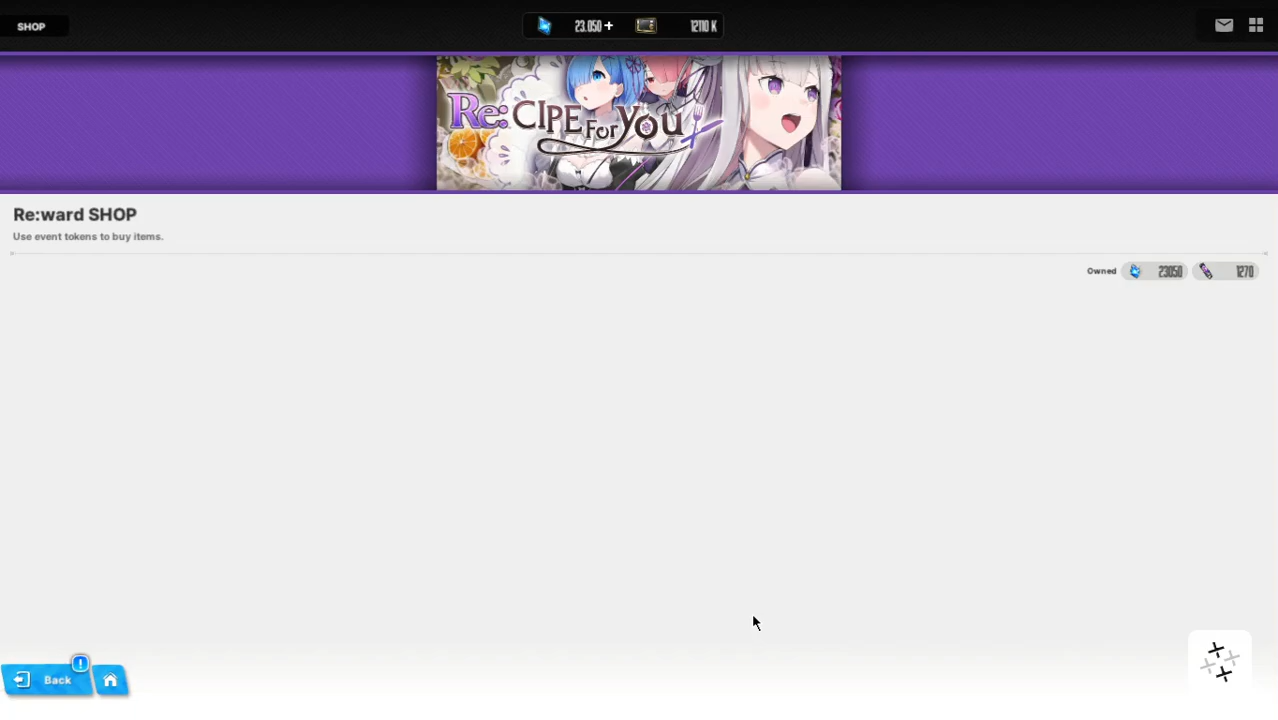 SHOP
23.050 +
12110 K
Re:CIPE For You
Re:ward SHOP
Use event tokens to buy items.
Owned
23050
1270
!
Back